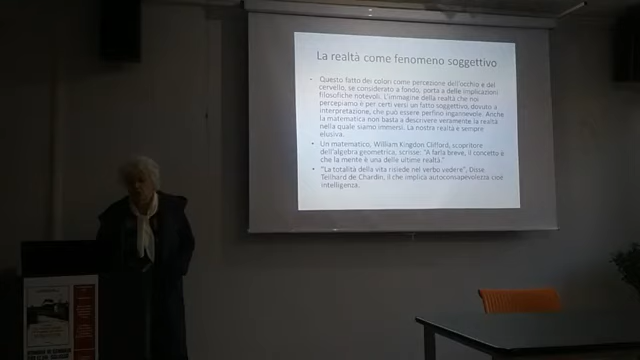 La realtà come fenomeno soggettivo
Questo fatto dei colori come percezione dell'occhio e del
cervello, se considerato a fondo, porta a delle implicazioni
filosofiche notevoli. L'immagine della realtà che noi
percepiamo è per certi versi un fatto soggettivo, dovuto a
interpretazione, che può essere perfino ingannevole. Anche
la matematica non basta a descrivere veramente la realtà
nella quale siamo immersi. La nostra realtà è sempre
elusiva.
Un matematico, William Kingdon Clifford, scopritore
dell'algebra geometrica, scrisse: "A farla breve, il concetto è
che la mente è una delle ultime realtà."
"La totalità della vita risiede nel verbo vedere", Disse
Teilhard de Chardin, il che implica autoconsapevolezza cioè
intelligenza.